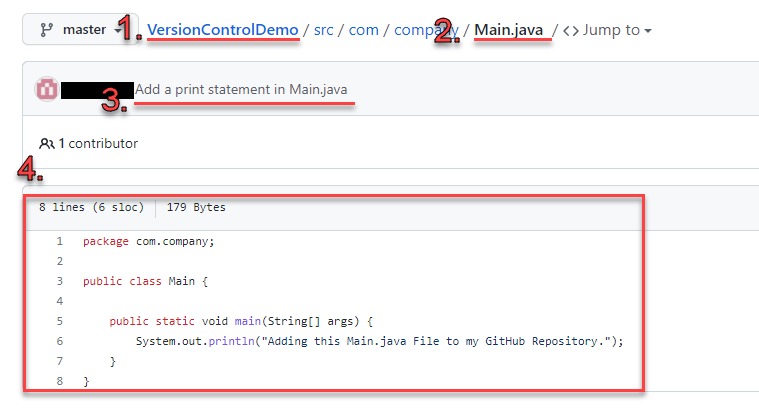 master 1. VersionControlDemo / src / com / company / 2. Main.java / <> Jump to
3. Add a print statement in Main.java
1 contributor
4.
8 lines (6 sloc) | 179 Bytes
1 package com.company;
2
3 public class Main {
4
5 public static void main(String[] args) {
6 System.out.println("Adding this Main.java File to my GitHub Repository.");
7 }
8 }